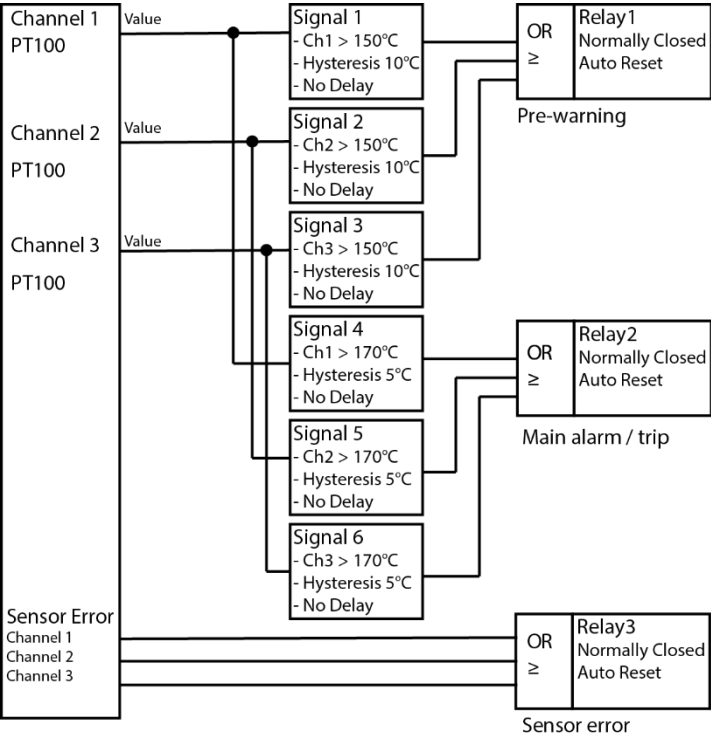 Channel 1
PT100
Value
Channel 2
PT100
Value
Channel 3
PT100
Value
Sensor Error
Channel 1
Channel 2
Channel 3
Signal 1
- Ch1 > 150°C
- Hysteresis 10°C
- No Delay
Signal 2
- Ch2 > 150°C
- Hysteresis 10°C
- No Delay
Signal 3
- Ch3 > 150°C
- Hysteresis 10°C
- No Delay
Signal 4
- Ch1 > 170°C
- Hysteresis 5°C
- No Delay
Signal 5
- Ch2 > 170°C
- Hysteresis 5°C
- No Delay
Signal 6
- Ch3 > 170°C
- Hysteresis 5°C
- No Delay
OR
≥
Relay1
Normally Closed
Auto Reset
Pre-warning
OR
≥
Relay2
Normally Closed
Auto Reset
Main alarm / trip
OR
≥
Relay3
Normally Closed
Auto Reset
Sensor error